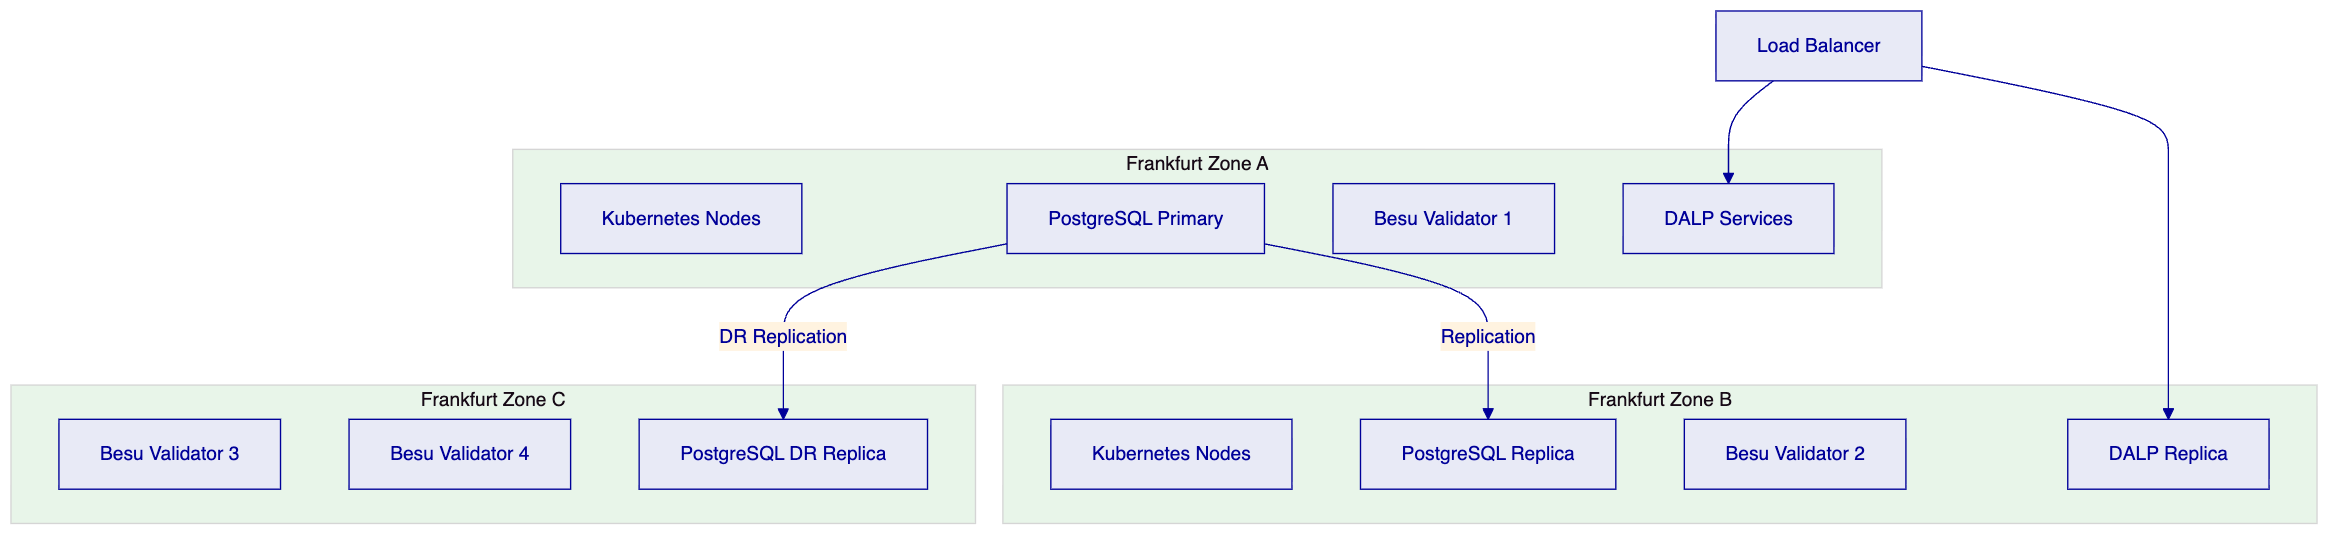 Load Balancer
Frankfurt Zone A
Kubernetes Nodes
PostgreSQL Primary
Besu Validator 1
DALP Services
DR Replication
Replication
Frankfurt Zone C
Besu Validator 3
Besu Validator 4
PostgreSQL DR Replica
Frankfurt Zone B
Kubernetes Nodes
PostgreSQL Replica
Besu Validator 2
DALP Replica